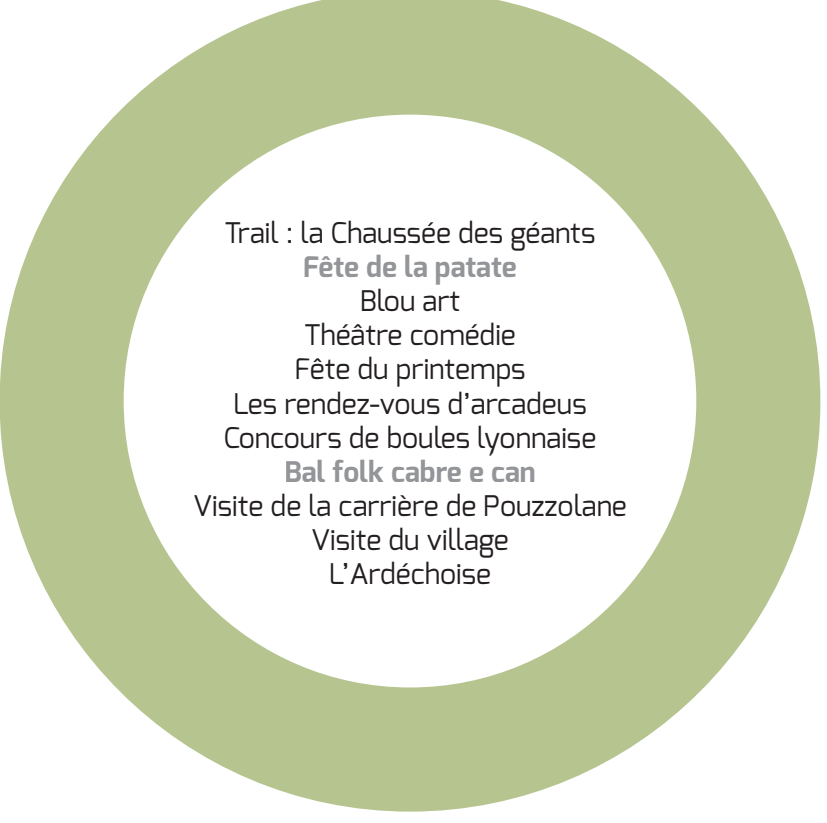 Trail : la Chaussée des géants
Fête de la patate
Blou art
Théâtre comédie
Fête du printemps
Les rendez-vous d’arcadeus
Concours de boules lyonnaise
Bal folk cabre e can
Visite de la carrière de Pouzzolane
Visite du village
L’Ardéchoise